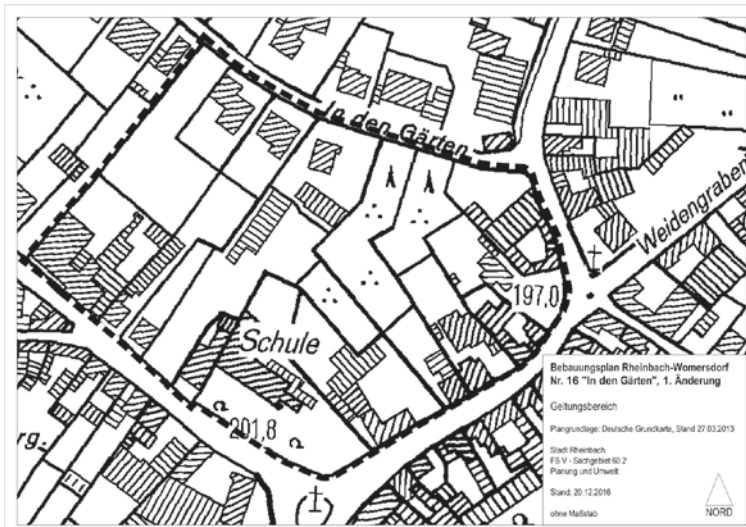 In den Gärten
Weidengraben
197,0
Schule
201,8
Bebauungsplan Rheinbach-Wormersdorf
Nr. 16 "In den Gärten", 1. Änderung
Geltungsbereich
Plangrundlage: Deutsche Grundkarte, Stand 27.03.2013
Stadt Rheinbach
FB V - Sachgebiet 60.2
Planung und Umwelt
Stand: 20.12.2016
ohne Maßstab
NORD